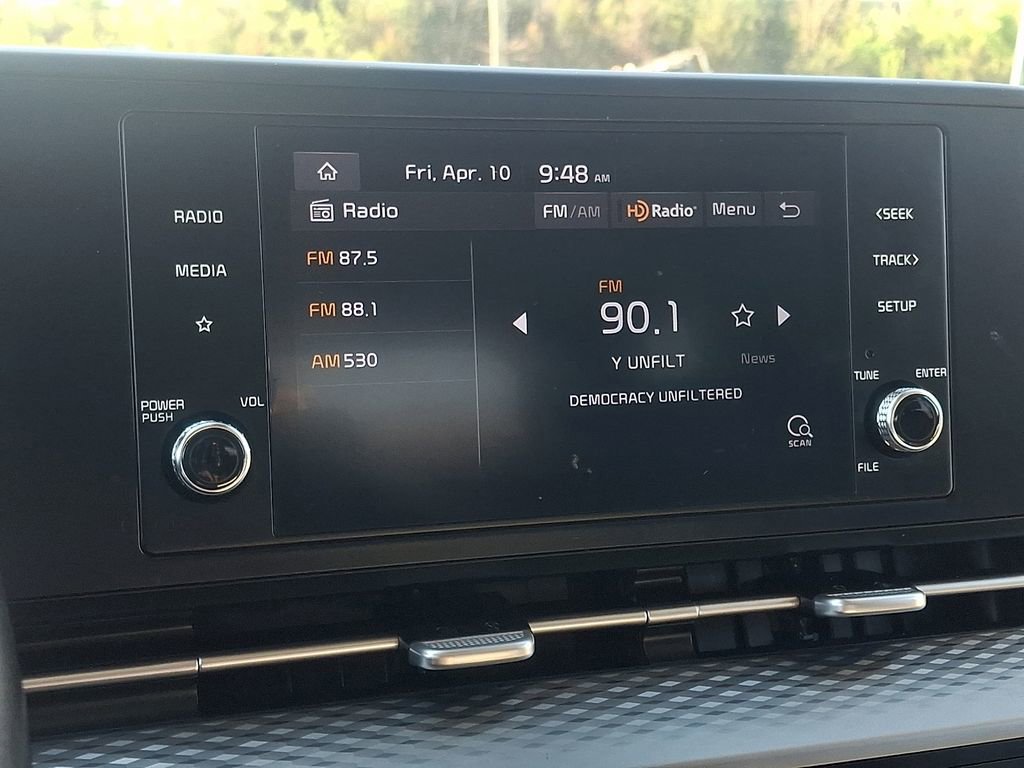 Fri, Apr. 10 9:48 AM
Radio FM/AM HD Radio Menu
RADIO
MEDIA
POWER
PUSH
VOL
FM 87.5
FM 88.1
AM 530
FM
90.1
Y UNFILT News
DEMOCRACY UNFILTERED
SCAN
<SEEK
TRACK>
SETUP
TUNE ENTER
FILE